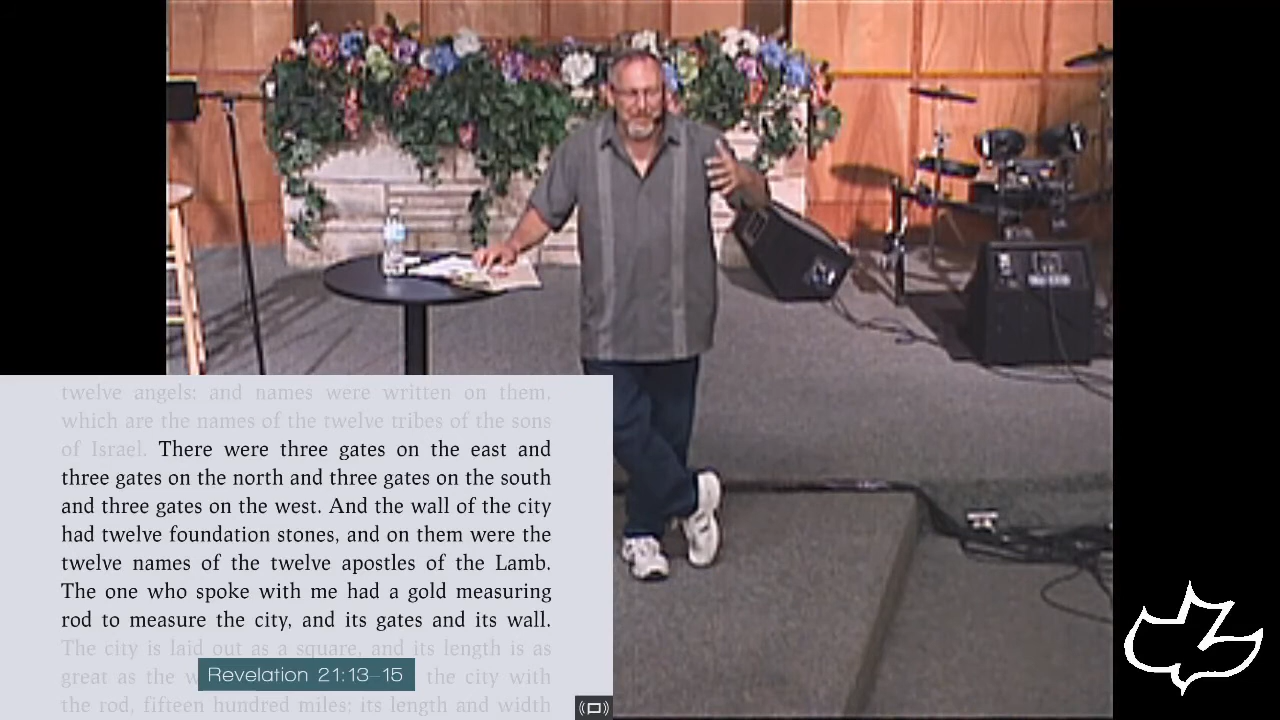 twelve angels; and names were written on them,
which are the names of the twelve tribes of the sons
of Israel. There were three gates on the east and
three gates on the north and three gates on the south
and three gates on the west. And the wall of the city
had twelve foundation stones, and on them were the
twelve names of the twelve apostles of the Lamb.
The one who spoke with me had a gold measuring
rod to measure the city, and its gates and its wall.
The city is laid out as a square, and its length is as
great as the w the city with
Revelation 21:13–15
the rod, fifteen hundred miles; its length and width